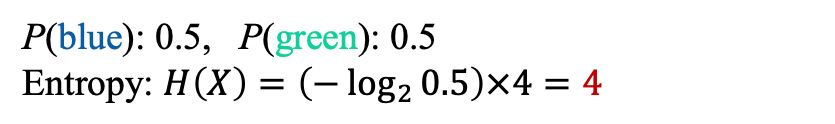 P(blue): 0.5, P(green): 0.5
Entropy: H(X) = (− log₂ 0.5)×4 = 4